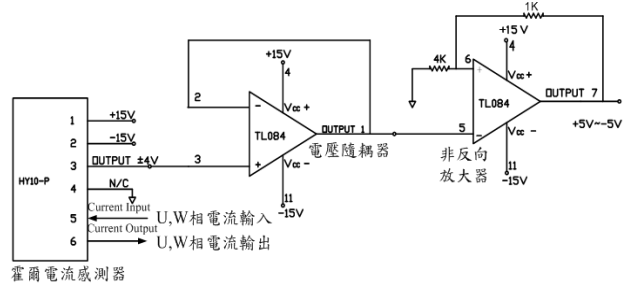 1K
+15V
4
4K
6
+
Vcc+
TL084
OUTPUT 7
5
-
Vcc-
+5V~-5V
11
-15V
非反向
放大器
+15V
4
2
-
Vcc+
TL084
OUTPUT 1
3
+
Vcc-
電壓隨耦器
11
-15V
HY10-P
1
+15V
2
-15V
3
OUTPUT ±4V
4
N/C
5
Current Input
U,W相電流輸入
6
Current Output
U,W相電流輸出
霍爾電流感測器